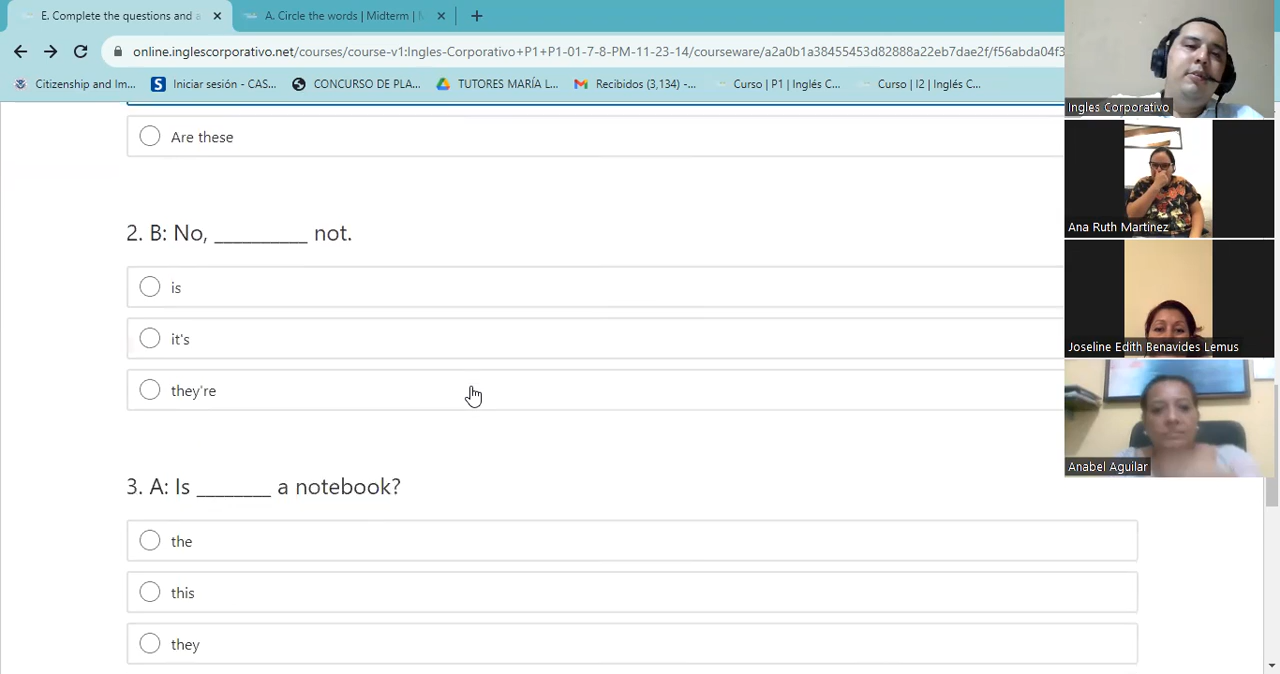 E. Complete the questions and a
A. Circle the words | Midterm |
online.inglescorporativo.net/courses/course-v1:Ingles-Corporativo+P1+P1-01-7-8-PM-11-23-14/courseware/a2a0b1a38455453d82888a22eb7dae2f/f56abda04f3
Citizenship and Im...
Iniciar sesión - CAS...
CONCURSO DE PLA...
TUTORES MARÍA L...
Recibidos (3,134) -...
Curso | P1 | Inglés C...
Curso | I2 | Inglés C...
Are these
2. B: No, __________ not.
is
it's
they're
3. A: Is ________ a notebook?
the
this
they
Ingles Corporativo
Ana Ruth Martinez
Joseline Edith Benavides Lemus
Anabel Aguilar